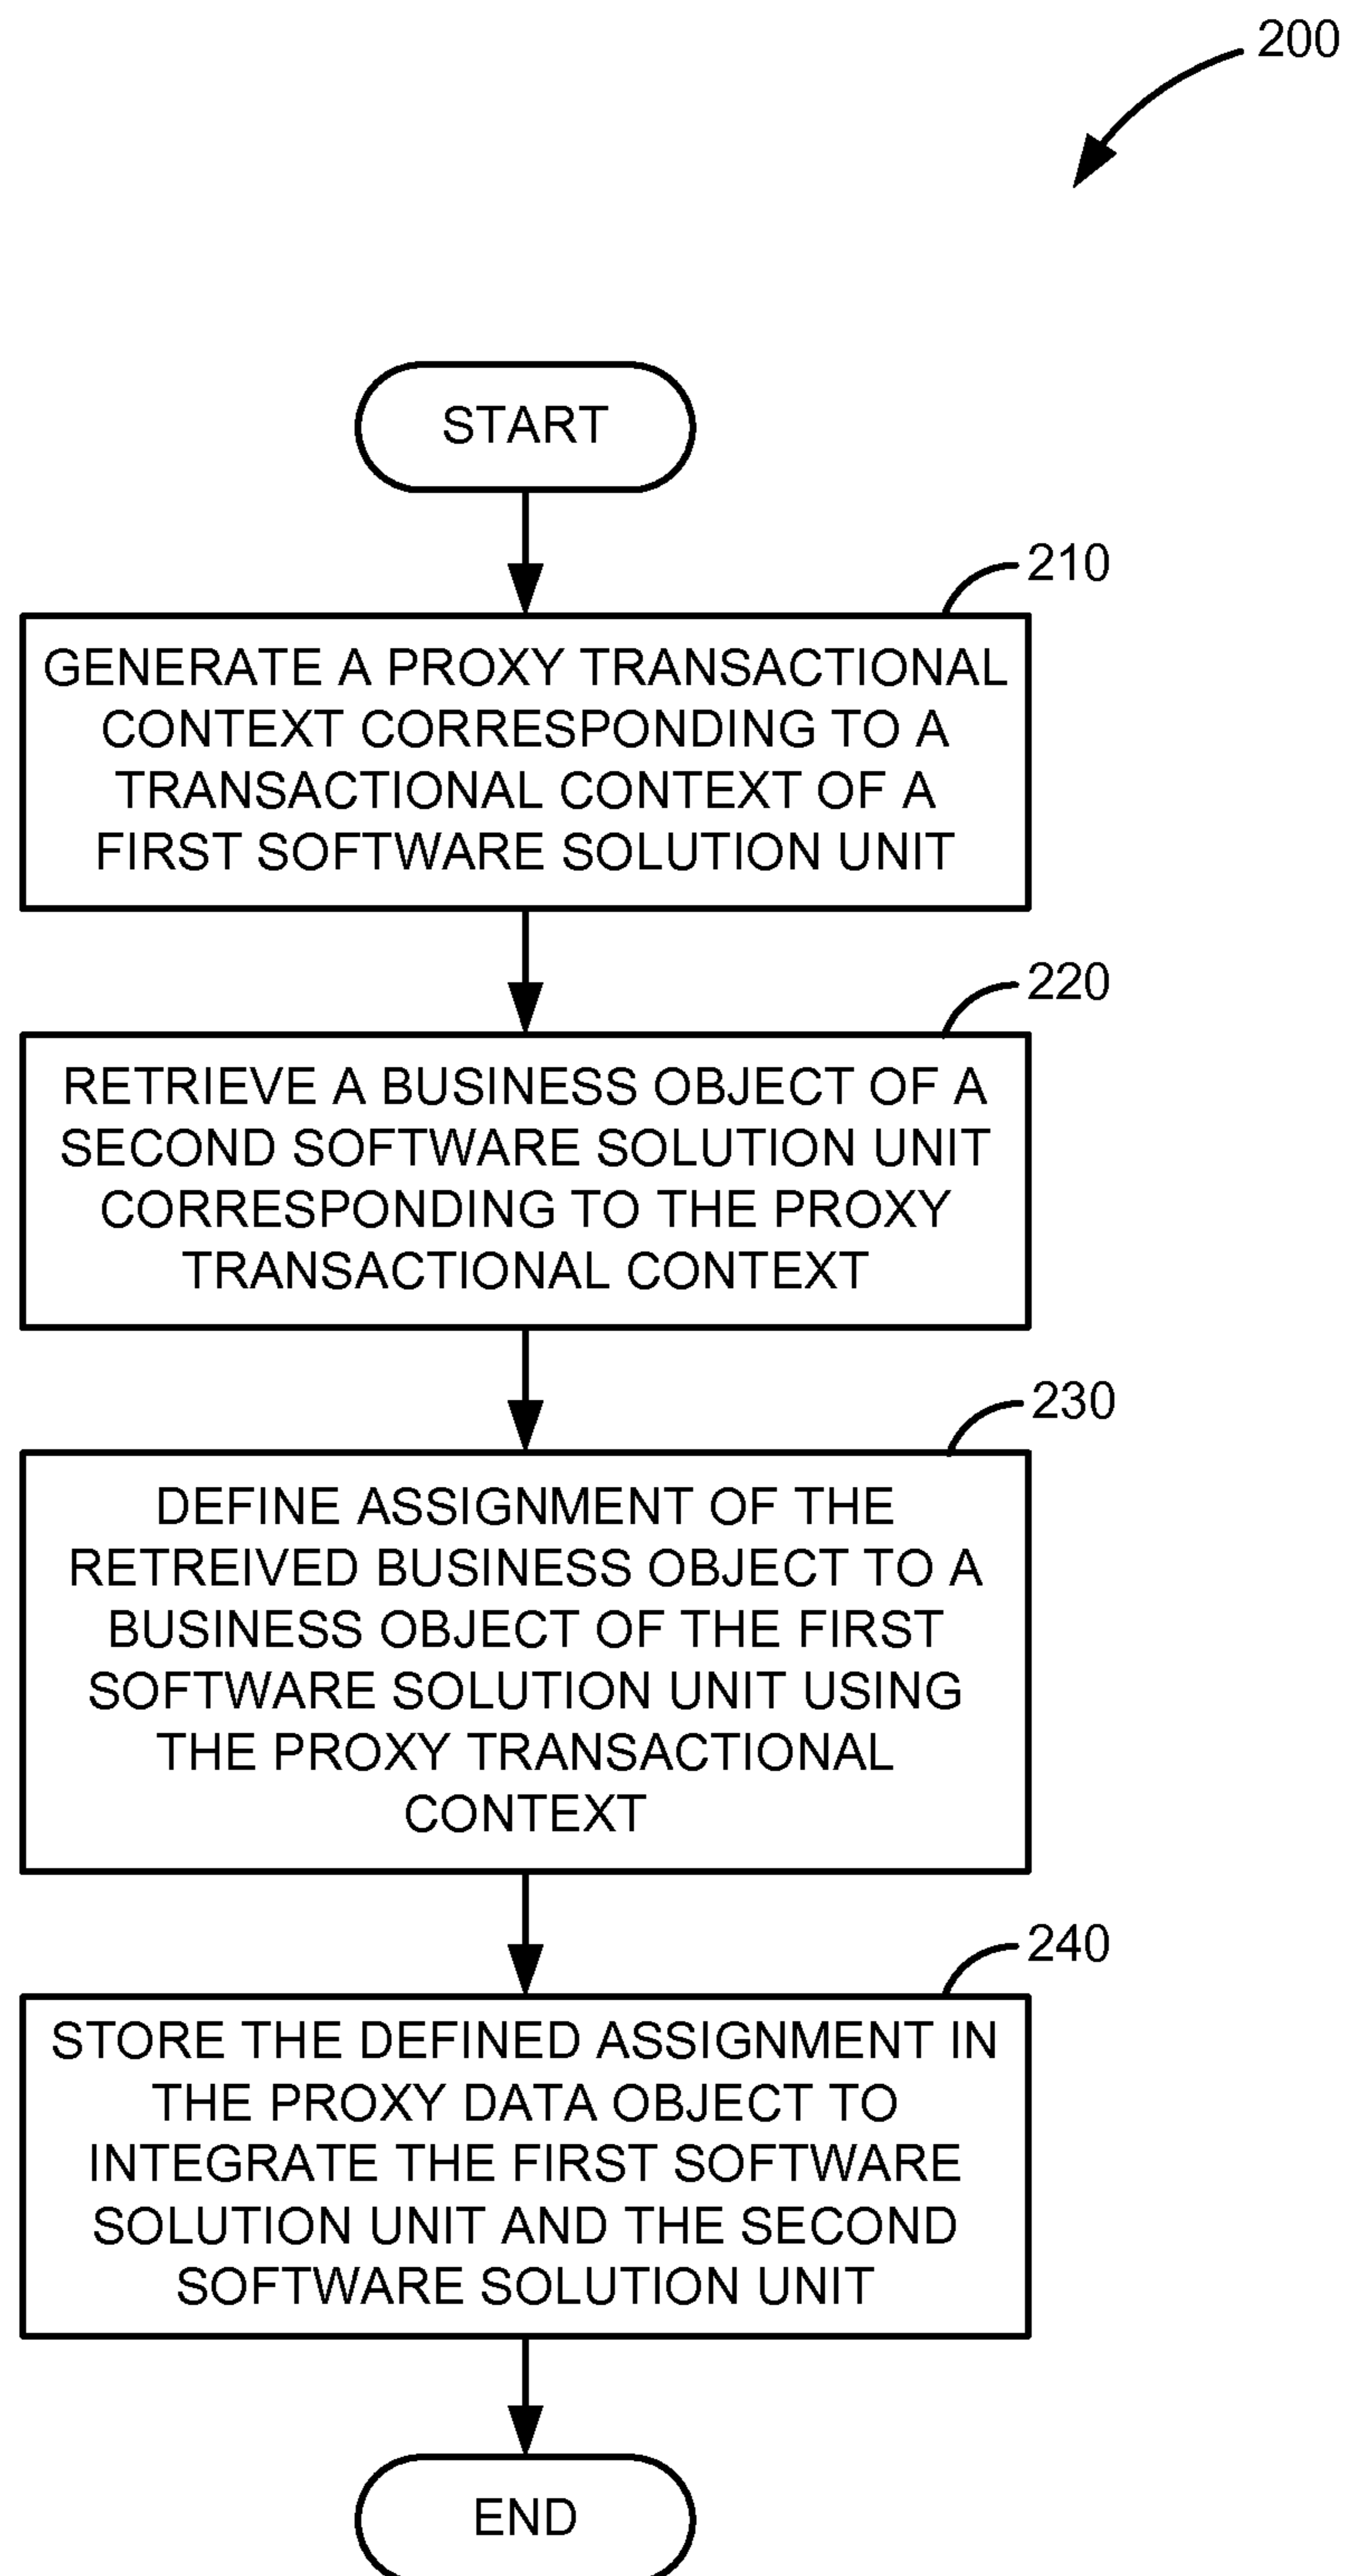 200
START
210
GENERATE A PROXY TRANSACTIONAL
CONTEXT CORRESPONDING TO A
TRANSACTIONAL CONTEXT OF A
FIRST SOFTWARE SOLUTION UNIT
220
RETRIEVE A BUSINESS OBJECT OF A
SECOND SOFTWARE SOLUTION UNIT
CORRESPONDING TO THE PROXY
TRANSACTIONAL CONTEXT
230
DEFINE ASSIGNMENT OF THE
RETREIVED BUSINESS OBJECT TO A
BUSINESS OBJECT OF THE FIRST
SOFTWARE SOLUTION UNIT USING
THE PROXY TRANSACTIONAL
CONTEXT
240
STORE THE DEFINED ASSIGNMENT IN
THE PROXY DATA OBJECT TO
INTEGRATE THE FIRST SOFTWARE
SOLUTION UNIT AND THE SECOND
SOFTWARE SOLUTION UNIT
END